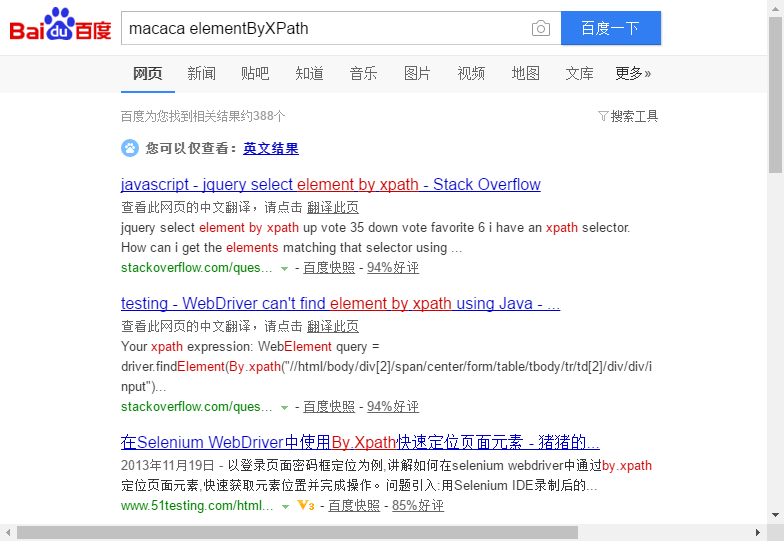 Bai du 百度
macaca elementByXPath
百度一下
网页 新闻 贴吧 知道 音乐 图片 视频 地图 文库 更多»
百度为您找到相关结果约388个
搜索工具
您可以仅查看：英文结果
javascript - jquery select element by xpath - Stack Overflow
查看此网页的中文翻译，请点击 翻译此页
jquery select element by xpath up vote 35 down vote favorite 6 i have an xpath selector.
How can i get the elements matching that selector using ...
stackoverflow.com/ques... - 百度快照 - 94%好评
testing - WebDriver can't find element by xpath using Java - ...
查看此网页的中文翻译，请点击 翻译此页
Your xpath expression: WebElement query =
driver.findElement(By.xpath("//html/body/div[2]/span/center/form/table/tbody/tr/td[2]/div/div/i
nput")...
stackoverflow.com/ques... - 百度快照 - 94%好评
在Selenium WebDriver中使用By.Xpath快速定位页面元素 - 猪猪的...
2013年11月19日 - 以登录页面密码框定位为例,讲解如何在selenium webdriver中通过by.xpath
定位页面元素,快速获取元素位置并完成操作。问题引入:用Selenium IDE录制后的...
www.51testing.com/html... V3 - 百度快照 - 85%好评